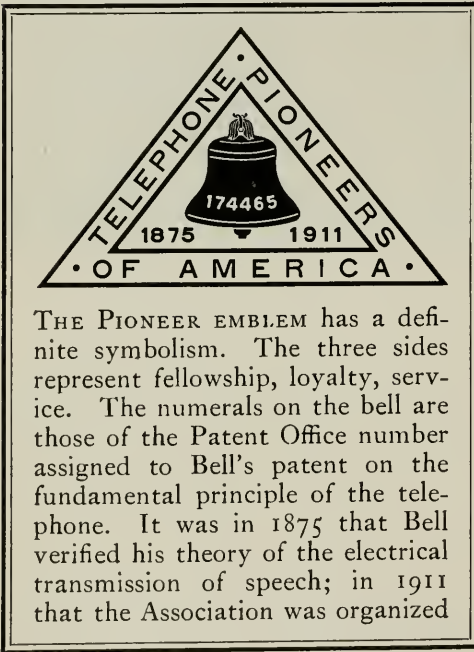 TELEPHONE PIONEERS
OF AMERICA
174465
1875 1911
THE PIONEER EMBLEM has a defi-
nite symbolism. The three sides
represent fellowship, loyalty, serv-
ice. The numerals on the bell are
those of the Patent Office number
assigned to Bell's patent on the
fundamental principle of the tele-
phone. It was in 1875 that Bell
verified his theory of the electrical
transmission of speech; in 1911
that the Association was organized